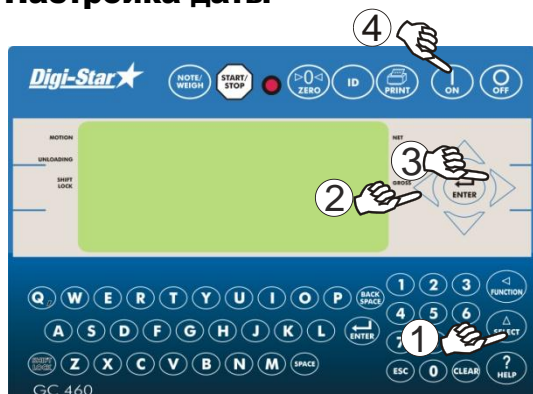 Настройка даты
4
Digi-Star
NOTE/ WEIGH START/ STOP 0 ZERO ID PRINT ON OFF
MOTION NET
UNLOADING
SHIFT LOCK
GROSS
3
2
ENTER
1 2 3 FUNCTION
Q W E R T Y U I O P BACK SPACE
4 5 6 SELECT
A S D F G H J K L ENTER
7
1
SHIFT LOCK Z X C V B N M SPACE
ESC 0 CLEAR ? HELP
GC 460